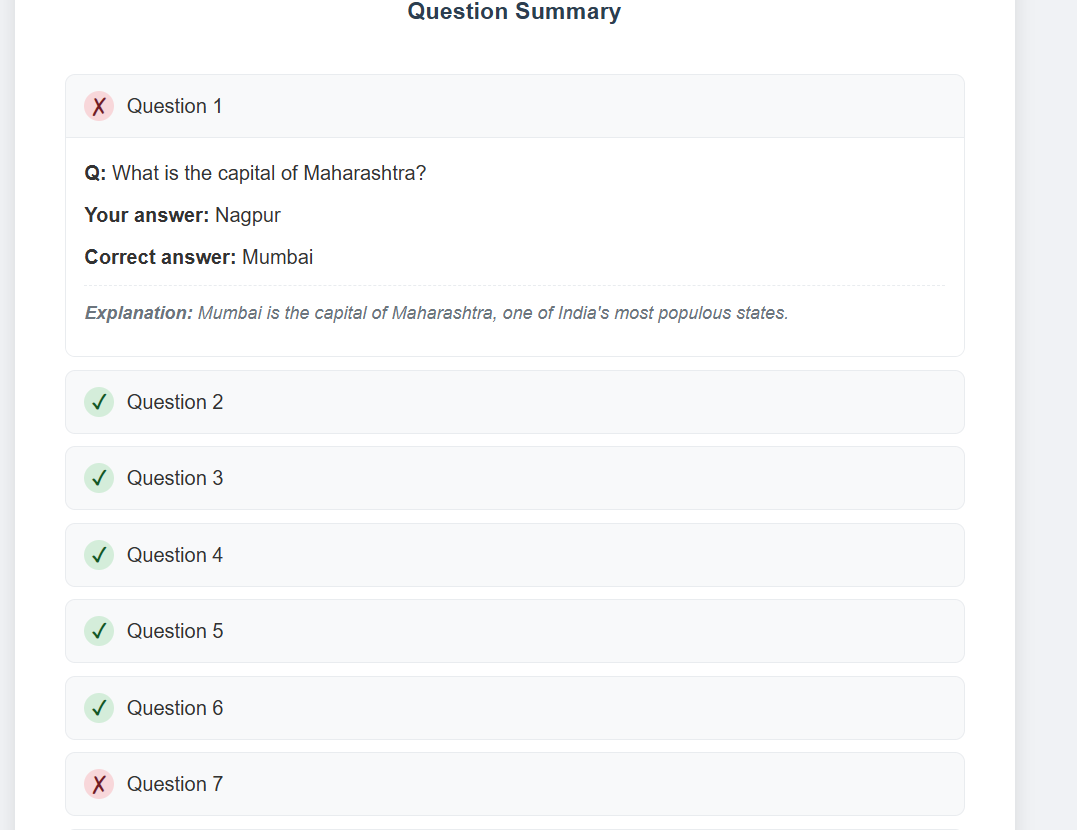 Question Summary
✗ Question 1
Q: What is the capital of Maharashtra?
Your answer: Nagpur
Correct answer: Mumbai
Explanation: Mumbai is the capital of Maharashtra, one of India's most populous states.
✓ Question 2
✓ Question 3
✓ Question 4
✓ Question 5
✓ Question 6
✗ Question 7